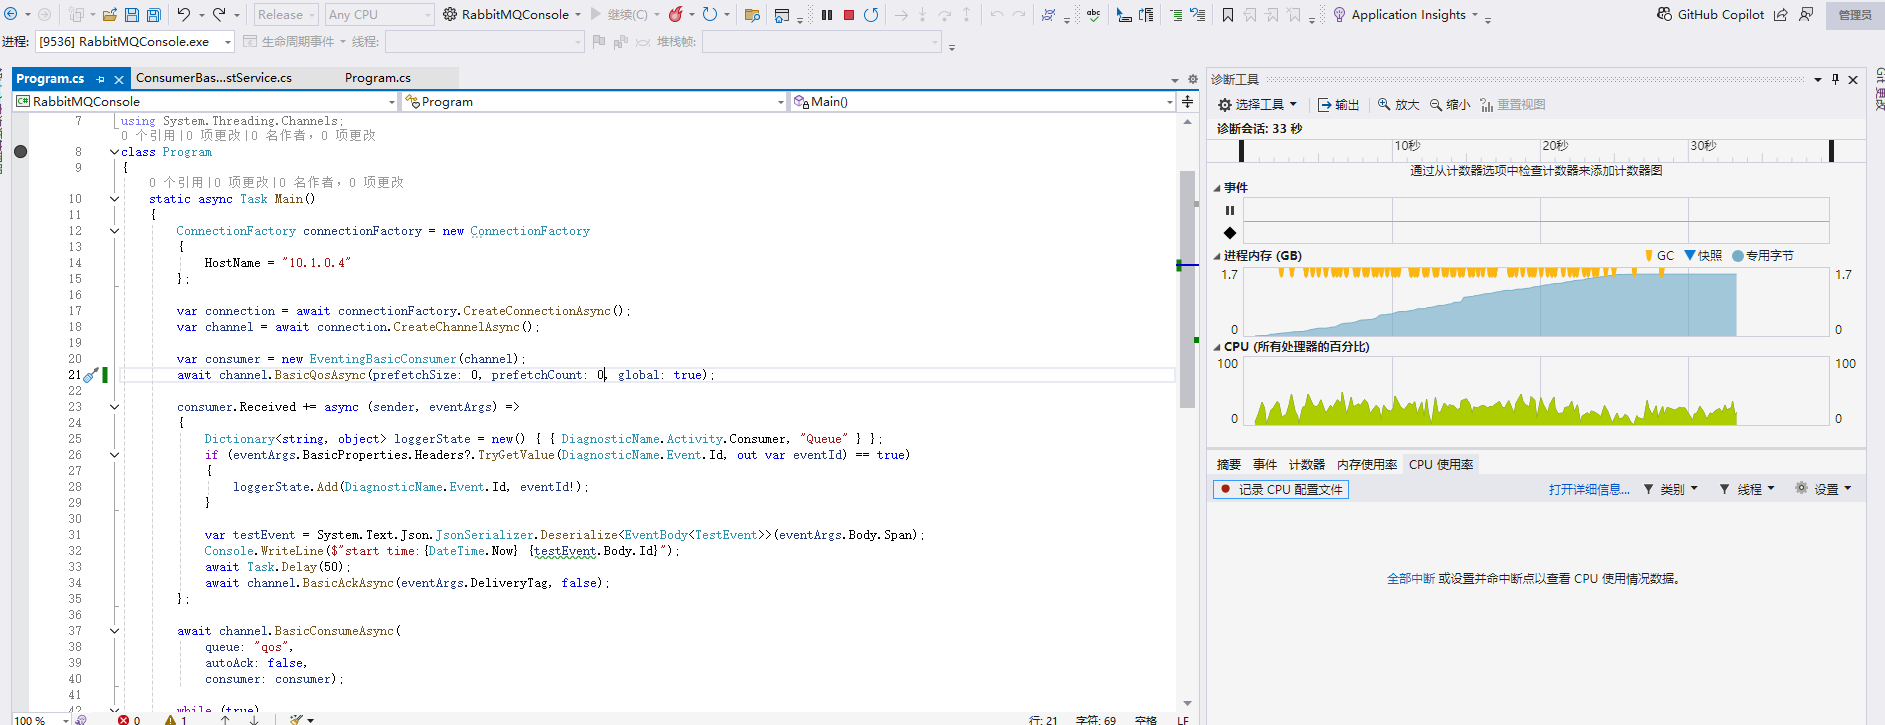 Release Any CPU RabbitMQConsole 继续(C) Application Insights GitHub Copilot 管理员
进程: [9536] RabbitMQConsole.exe 生命周期事件 线程: 堆栈帧:
Program.cs ConsumerBas...stService.cs Program.cs
C# RabbitMQConsole Program Main()
7 using System.Threading.Channels;
0 个引用|0 项更改|0 名作者，0 项更改
8 class Program
9 {
0 个引用|0 项更改|0 名作者，0 项更改
10 static async Task Main()
11 {
12 ConnectionFactory connectionFactory = new ConnectionFactory
13 {
14 HostName = "10.1.0.4"
15 };
16
17 var connection = await connectionFactory.CreateConnectionAsync();
18 var channel = await connection.CreateChannelAsync();
19
20 var consumer = new EventingBasicConsumer(channel);
21 await channel.BasicQosAsync(prefetchSize: 0, prefetchCount: 0, global: true);
22
23 consumer.Received += async (sender, eventArgs) =>
24 {
25 Dictionary<string, object> loggerState = new() { { DiagnosticName.Activity.Consumer, "Queue" } };
26 if (eventArgs.BasicProperties.Headers?.TryGetValue(DiagnosticName.Event.Id, out var eventId) == true)
27 {
28 loggerState.Add(DiagnosticName.Event.Id, eventId!);
29 }
30
31 var testEvent = System.Text.Json.JsonSerializer.Deserialize<EventBody<TestEvent>>(eventArgs.Body.Span);
32 Console.WriteLine($"start time:{DateTime.Now} {testEvent.Body.Id}");
33 await Task.Delay(50);
34 await channel.BasicAckAsync(eventArgs.DeliveryTag, false);
35 };
36
37 await channel.BasicConsumeAsync(
38 queue: "qos",
39 autoAck: false,
40 consumer: consumer);
41
42 while (true)
100 % 0 1 行: 21 字符: 69 空格 LF
诊断工具
选择工具 输出 放大 缩小 重置视图
诊断会话: 33 秒
10秒 20秒 30秒
通过从计数器选项中检查计数器来添加计数器图
事件
进程内存 (GB) GC 快照 专用字节
1.7 1.7
0 0
CPU (所有处理器的百分比)
100 100
0 0
摘要 事件 计数器 内存使用率 CPU 使用率
记录 CPU 配置文件 打开详细信息... 类别 线程 设置
全部中断 或设置并命中断点以查看 CPU 使用情况数据。